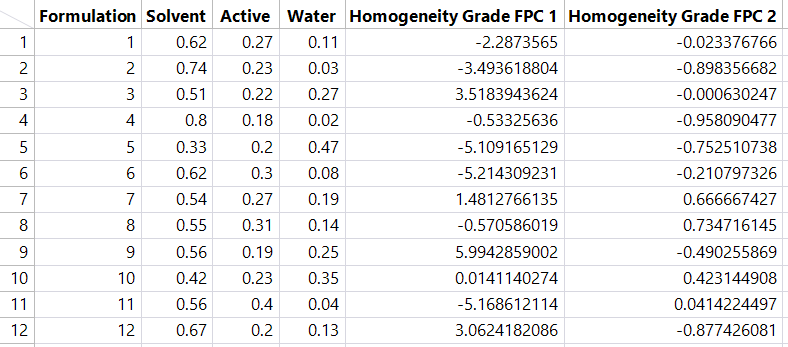 Formulation Solvent Active Water Homogeneity Grade FPC 1 Homogeneity Grade FPC 2
1 1 0.62 0.27 0.11 -2.2873565 -0.023376766
2 2 0.74 0.23 0.03 -3.493618804 -0.898356682
3 3 0.51 0.22 0.27 3.5183943624 -0.000630247
4 4 0.8 0.18 0.02 -0.53325636 -0.958090477
5 5 0.33 0.2 0.47 -5.109165129 -0.752510738
6 6 0.62 0.3 0.08 -5.214309231 -0.210797326
7 7 0.54 0.27 0.19 1.4812766135 0.666667427
8 8 0.55 0.31 0.14 -0.570586019 0.734716145
9 9 0.56 0.19 0.25 5.9942859002 -0.490255869
10 10 0.42 0.23 0.35 0.0141140274 0.423144908
11 11 0.56 0.4 0.04 -5.168612114 0.0414224497
12 12 0.67 0.2 0.13 3.0624182086 -0.877426081